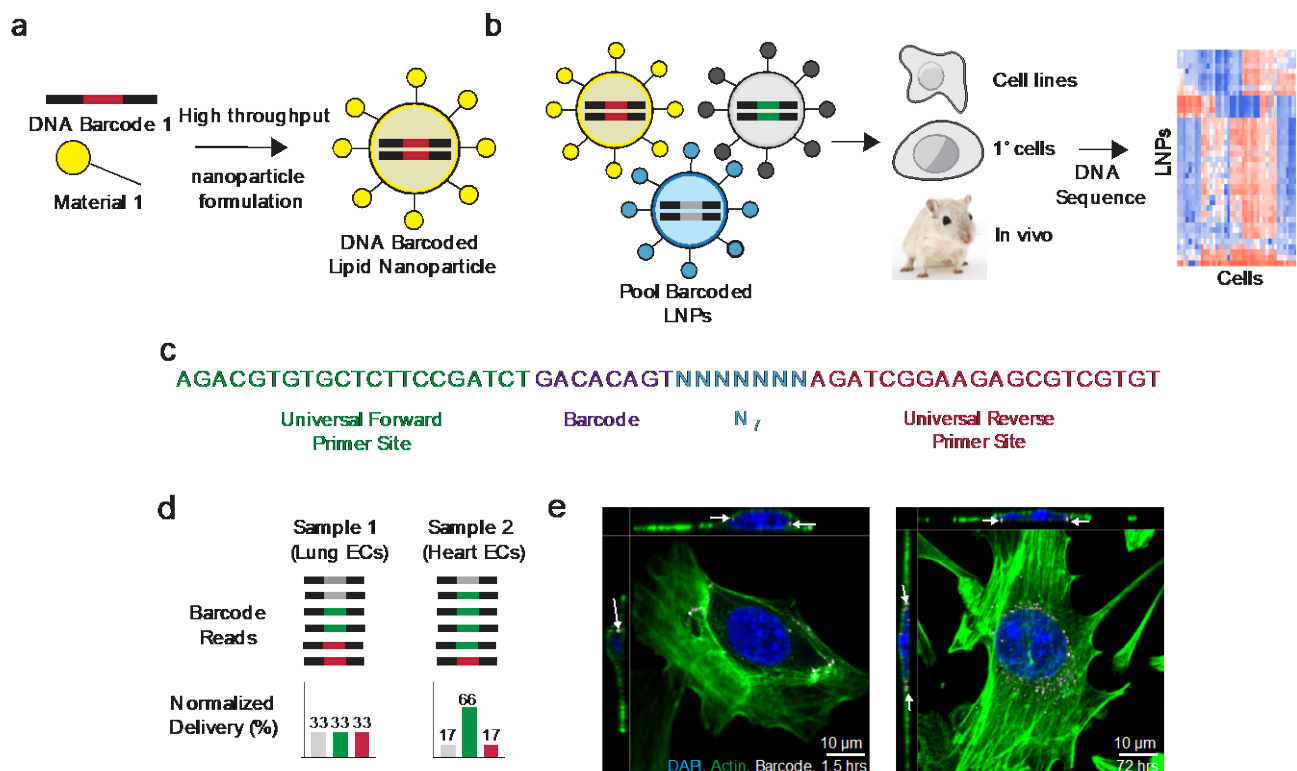 a
DNA Barcode 1
Material 1
High throughput
nanoparticle
formulation
DNA Barcoded
Lipid Nanoparticle
b
Pool Barcoded
LNPs
Cell lines
1° cells
In vivo
DNA
Sequence
LNPs
Cells
c
AGACGTGTGCTCTTCCGATCT GACACAGTNNNNNNNAGATCGGAAGAGCGTCGTGT
Universal Forward
Primer Site
Barcode
N7
Universal Reverse
Primer Site
d
Sample 1
(Lung ECs)
Sample 2
(Heart ECs)
Barcode
Reads
Normalized
Delivery (%)
33 33 33
17 66 17
e
10 µm
DAPI, Actin, Barcode, 1.5 hrs
10 µm
72 hrs